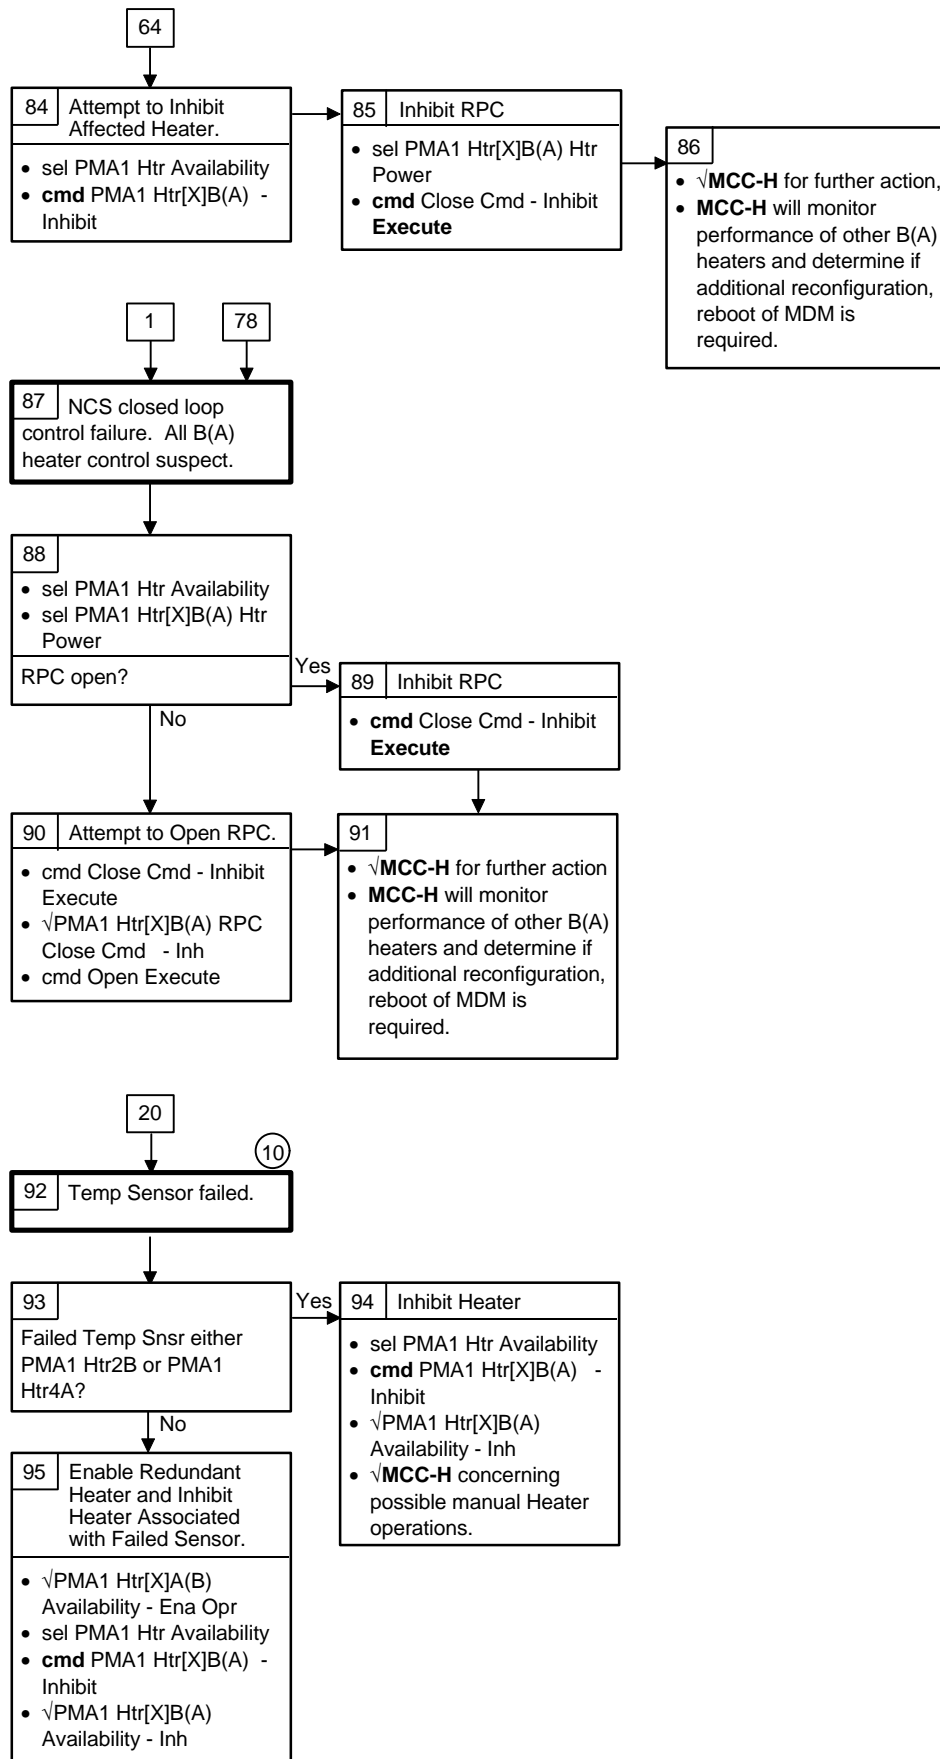 64
84 Attempt to Inhibit
Affected Heater.
• sel PMA1 Htr Availability
• cmd PMA1 Htr[X]B(A) -
Inhibit
85 Inhibit RPC
• sel PMA1 Htr[X]B(A) Htr
Power
• cmd Close Cmd - Inhibit
Execute
86
• √MCC-H for further action,
• MCC-H will monitor
performance of other B(A)
heaters and determine if
additional reconfiguration,
reboot of MDM is
required.
1
78
87 NCS closed loop
control failure. All B(A)
heater control suspect.
88
• sel PMA1 Htr Availability
• sel PMA1 Htr[X]B(A) Htr
Power
RPC open?
Yes
No
89 Inhibit RPC
• cmd Close Cmd - Inhibit
Execute
90 Attempt to Open RPC.
• cmd Close Cmd - Inhibit
Execute
• √PMA1 Htr[X]B(A) RPC
Close Cmd - Inh
• cmd Open Execute
91
• √MCC-H for further action
• MCC-H will monitor
performance of other B(A)
heaters and determine if
additional reconfiguration,
reboot of MDM is
required.
20
10
92 Temp Sensor failed.
93
Failed Temp Snsr either
PMA1 Htr2B or PMA1
Htr4A?
Yes
No
94 Inhibit Heater
• sel PMA1 Htr Availability
• cmd PMA1 Htr[X]B(A) -
Inhibit
• √PMA1 Htr[X]B(A)
Availability - Inh
• √MCC-H concerning
possible manual Heater
operations.
95 Enable Redundant
Heater and Inhibit
Heater Associated
with Failed Sensor.
• √PMA1 Htr[X]A(B)
Availability - Ena Opr
• sel PMA1 Htr Availability
• cmd PMA1 Htr[X]B(A) -
Inhibit
• √PMA1 Htr[X]B(A)
Availability - Inh